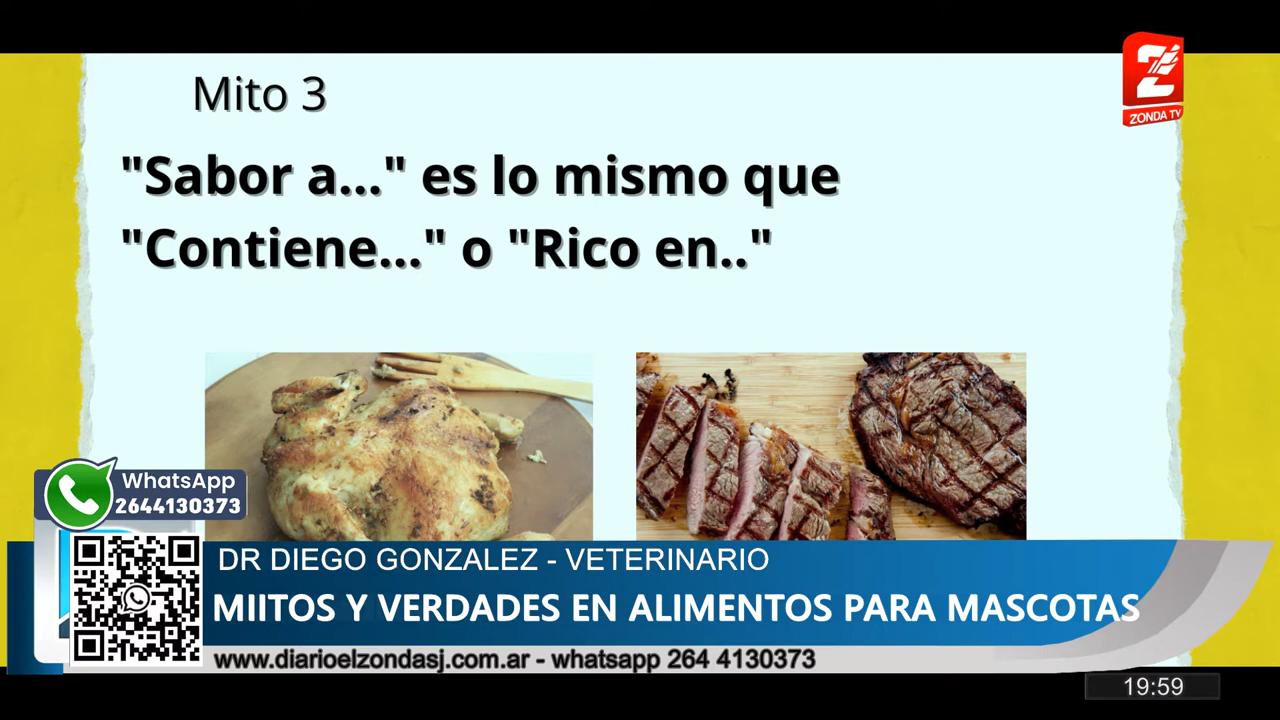 Mito 3
"Sabor a..." es lo mismo que
"Contiene..." o "Rico en.."
Z
ZONDA TV
WhatsApp
2644130373
DR DIEGO GONZALEZ - VETERINARIO
MIITOS Y VERDADES EN ALIMENTOS PARA MASCOTAS
www.diarioelzondasj.com.ar - whatsapp 264 4130373
19:59